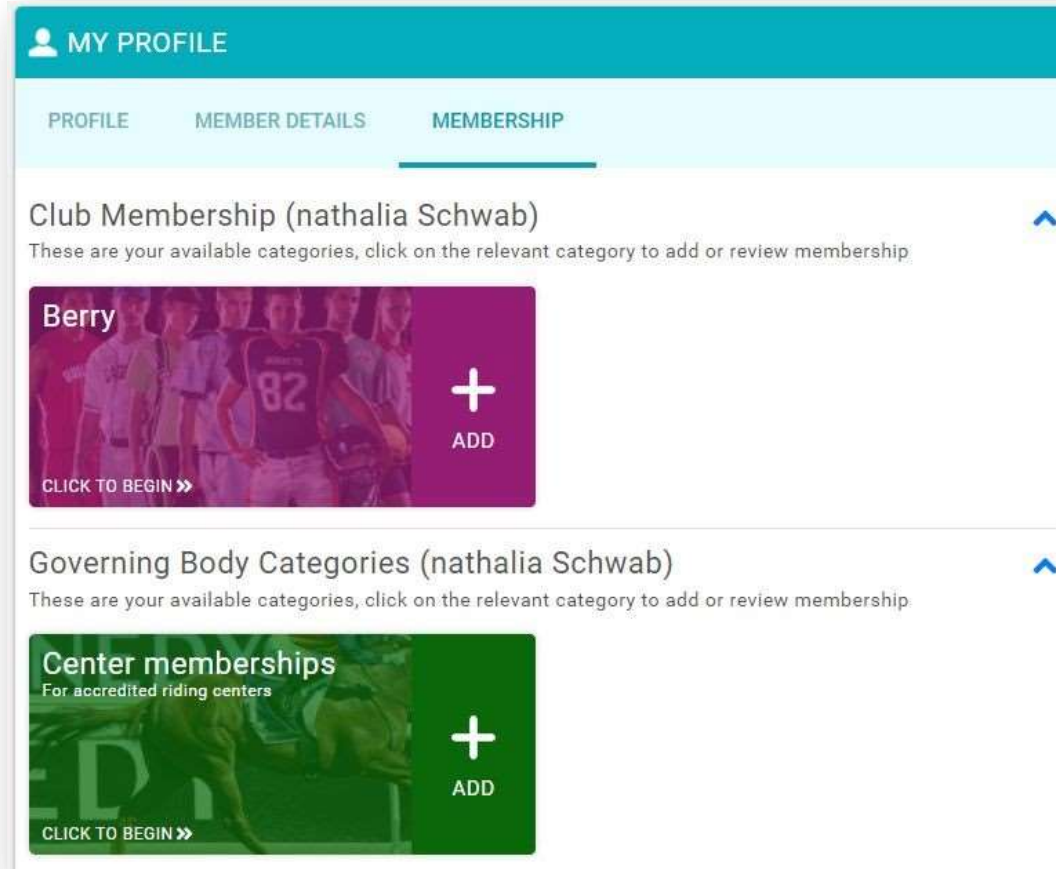 MY PROFILE
PROFILE MEMBER DETAILS MEMBERSHIP
Club Membership (nathalia Schwab)
These are your available categories, click on the relevant category to add or review membership
Berry
82
ADD
CLICK TO BEGIN
Governing Body Categories (nathalia Schwab)
These are your available categories, click on the relevant category to add or review membership
Center memberships
For accredited riding centers
ADD
CLICK TO BEGIN